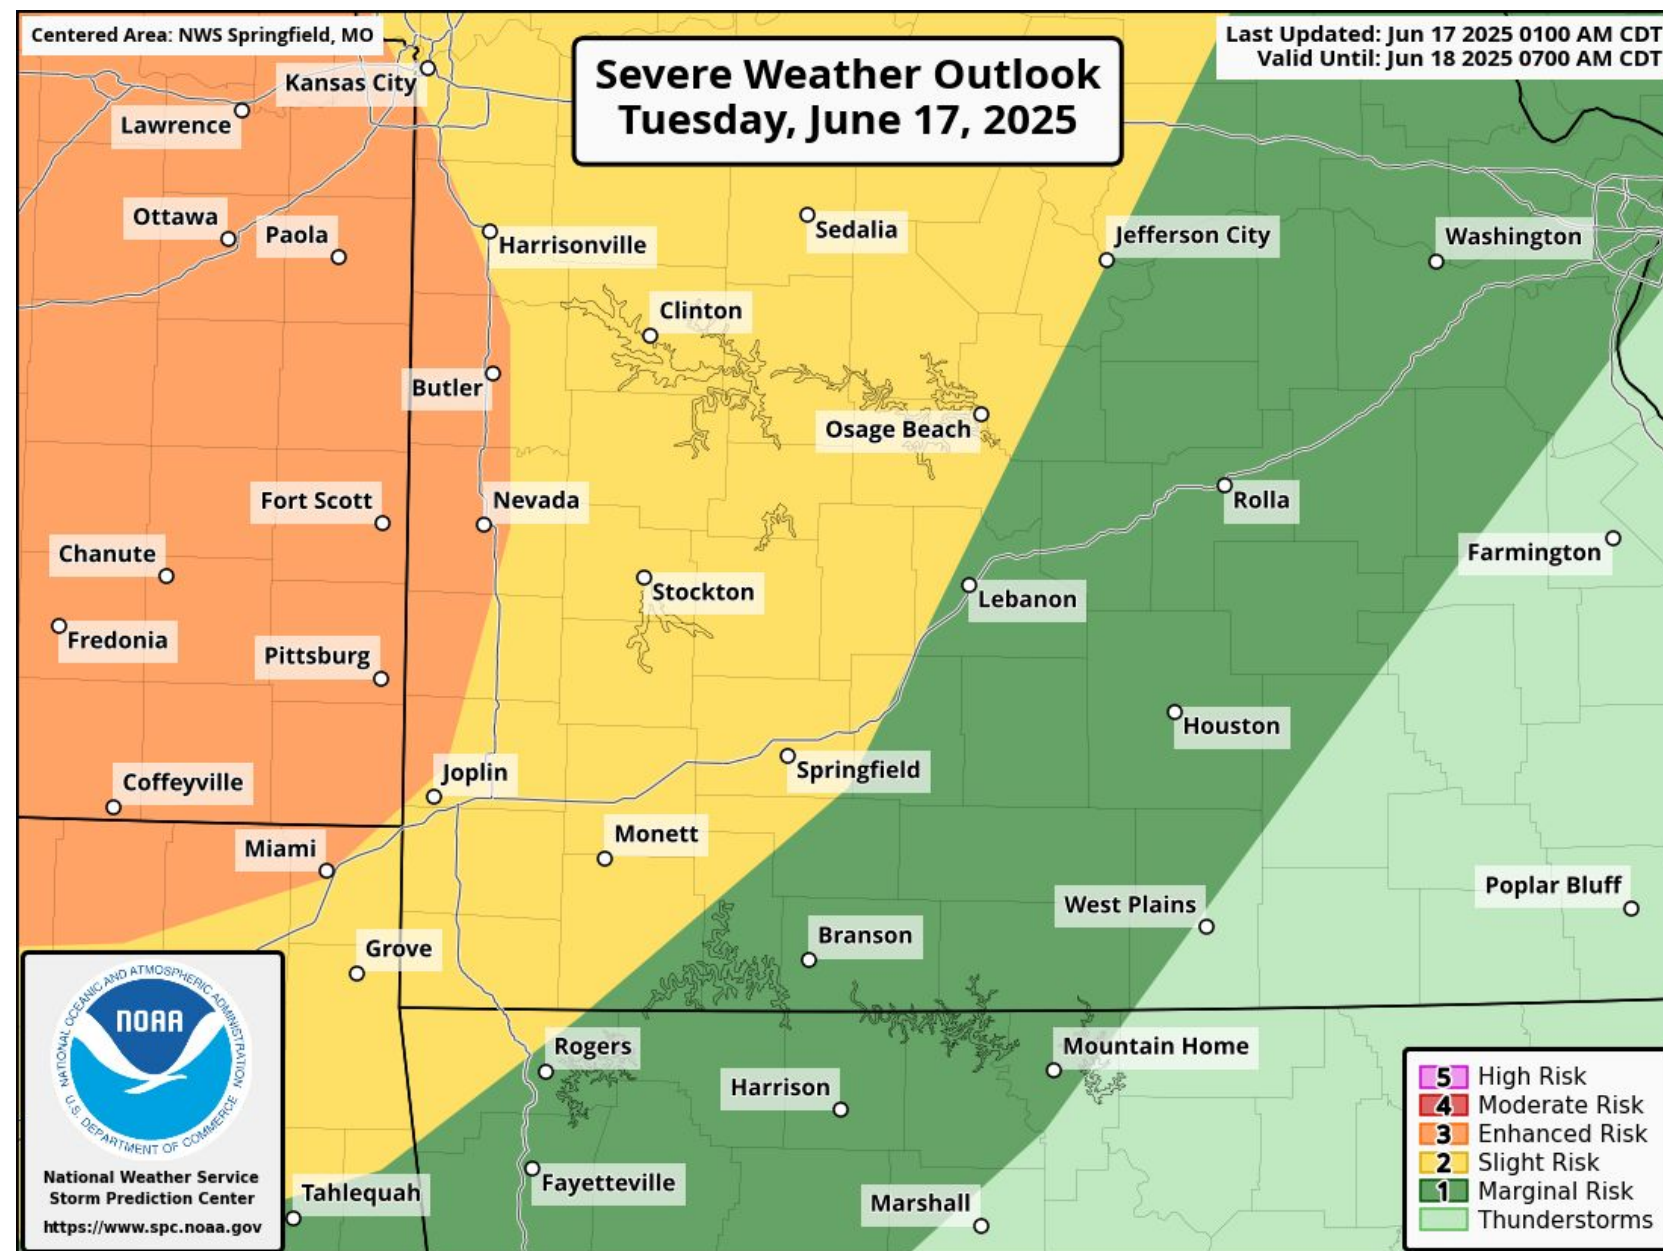 Centered Area: NWS Springfield, MO
Last Updated: Jun 17 2025 0100 AM CDT
Valid Until: Jun 18 2025 0700 AM CDT
Severe Weather Outlook
Tuesday, June 17, 2025
Kansas City
Lawrence
Ottawa
Paola
Harrisonville
Sedalia
Jefferson City
Washington
Clinton
Butler
Osage Beach
Fort Scott
Nevada
Rolla
Chanute
Farmington
Stockton
Lebanon
Fredonia
Pittsburg
Houston
Coffeyville
Joplin
Springfield
Miami
Monett
Poplar Bluff
West Plains
Branson
Grove
Rogers
Mountain Home
Harrison
Tahlequah
Fayetteville
Marshall
NATIONAL OCEANIC AND ATMOSPHERIC ADMINISTRATION
NOAA
U.S. DEPARTMENT OF COMMERCE
National Weather Service
Storm Prediction Center
https://www.spc.noaa.gov
5 High Risk
4 Moderate Risk
3 Enhanced Risk
2 Slight Risk
1 Marginal Risk
Thunderstorms